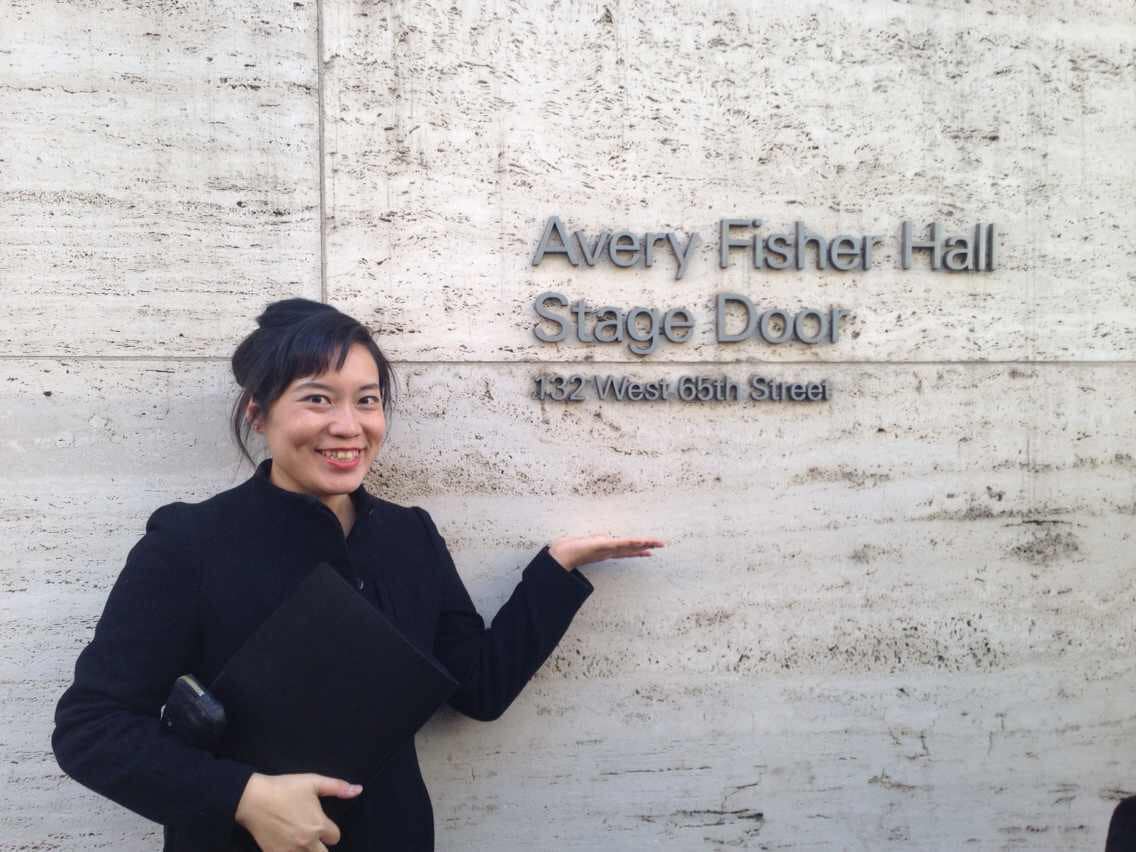 Avery Fisher Hall
Stage Door
132 West 65th Street